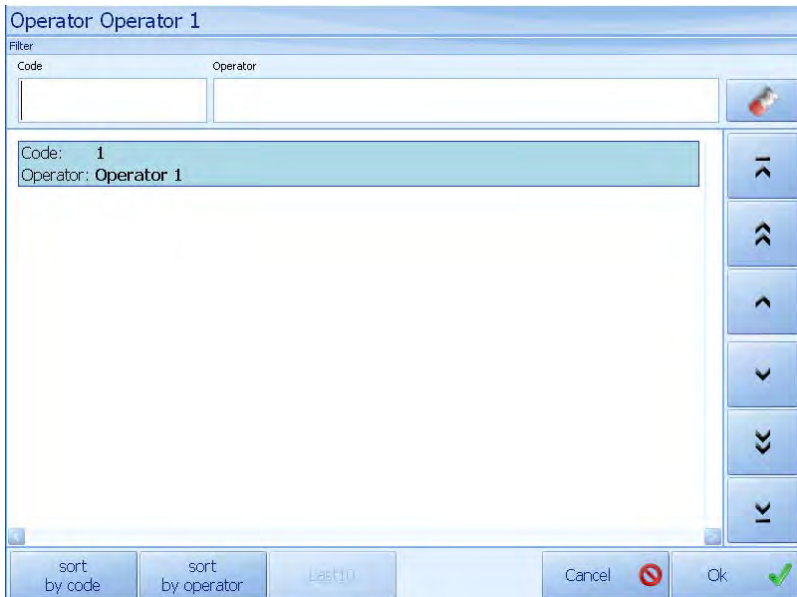 Operator Operator 1
Filter
Code Operator
Code: 1
Operator: Operator 1
sort
by code
sort
by operator
Last10
Cancel
Ok